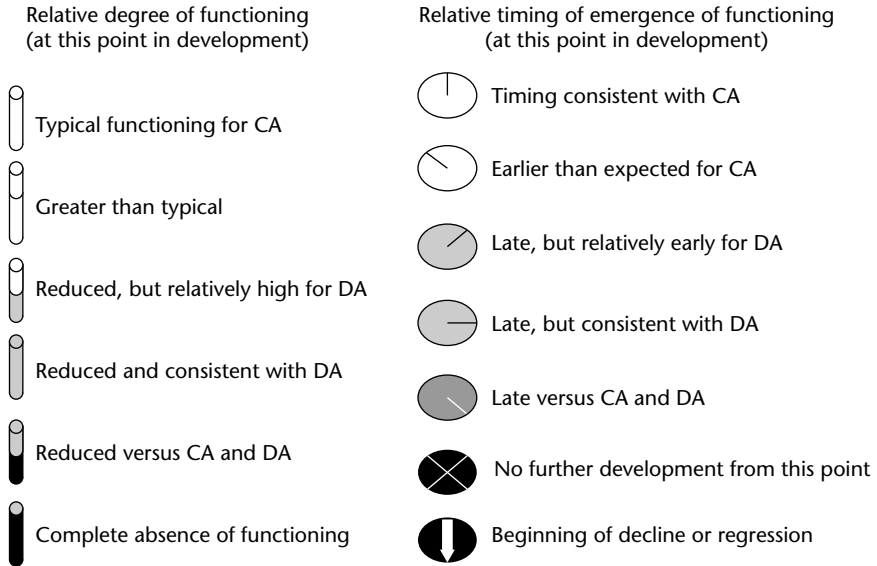 Relative degree of functioning
(at this point in development)
Typical functioning for CA
Greater than typical
Reduced, but relatively high for DA
Reduced and consistent with DA
Reduced versus CA and DA
Complete absence of functioning
Relative timing of emergence of functioning
(at this point in development)
Timing consistent with CA
Earlier than expected for CA
Late, but relatively early for DA
Late, but consistent with DA
Late versus CA and DA
No further development from this point
Beginning of decline or regression